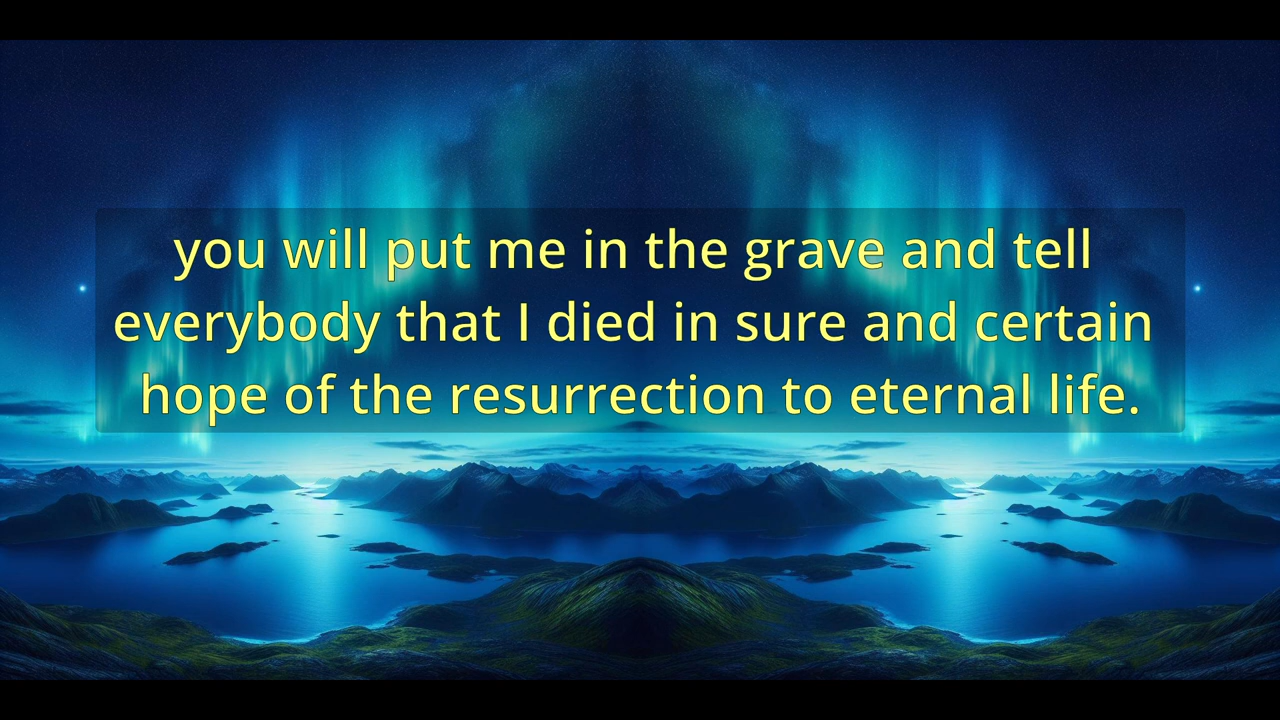 you will put me in the grave and tell
everybody that I died in sure and certain
hope of the resurrection to eternal life.